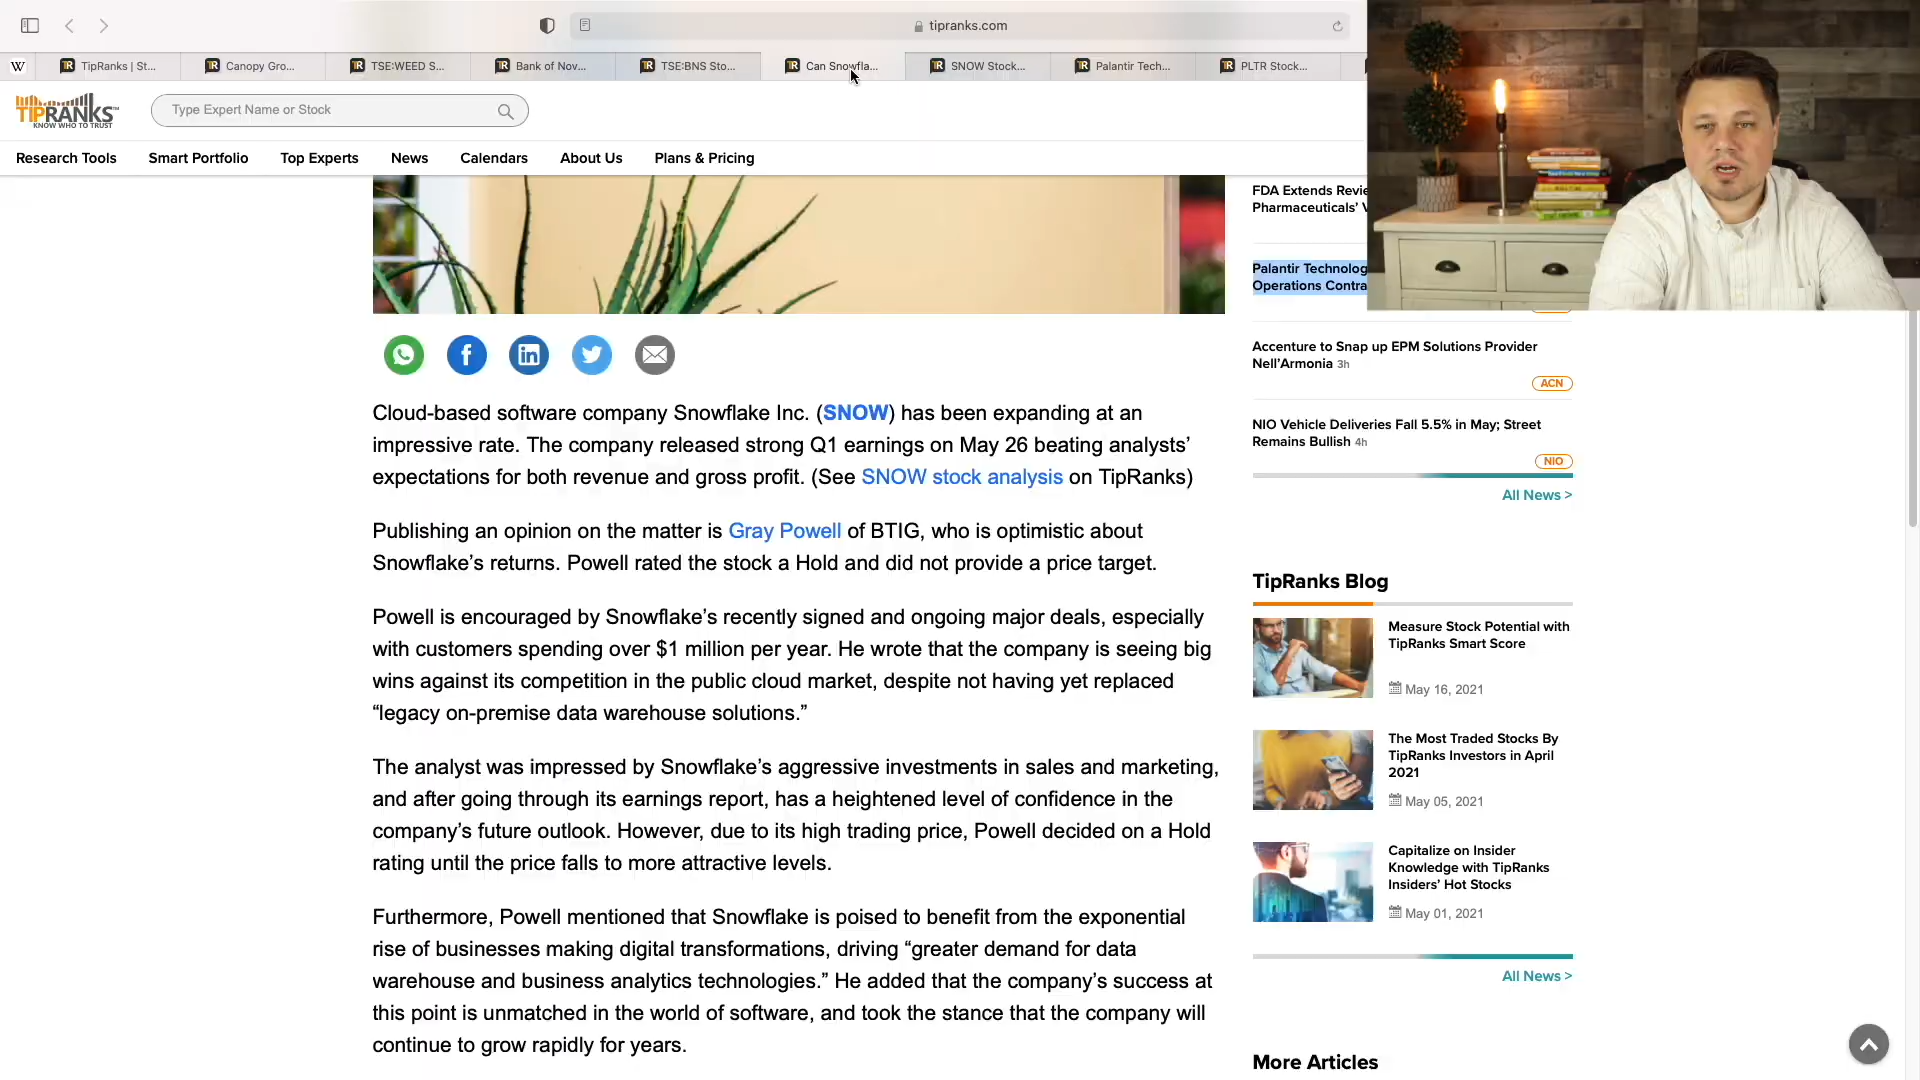 tipranks.com
W
TR TipRanks | St...
TR Canopy Gro...
TR TSE:WEED S...
TR Bank of Nov...
TR TSE:BNS Sto...
TR Can Snowfla...
TR SNOW Stock...
TR Palantir Tech...
TR PLTR Stock...
TIPRANKS
KNOW WHO TO TRUST
Type Expert Name or Stock
Research Tools
Smart Portfolio
Top Experts
News
Calendars
About Us
Plans & Pricing
Cloud-based software company Snowflake Inc. (SNOW) has been expanding at an
impressive rate. The company released strong Q1 earnings on May 26 beating analysts’
expectations for both revenue and gross profit. (See SNOW stock analysis on TipRanks)
Publishing an opinion on the matter is Gray Powell of BTIG, who is optimistic about
Snowflake’s returns. Powell rated the stock a Hold and did not provide a price target.
Powell is encouraged by Snowflake’s recently signed and ongoing major deals, especially
with customers spending over $1 million per year. He wrote that the company is seeing big
wins against its competition in the public cloud market, despite not having yet replaced
“legacy on-premise data warehouse solutions.”
The analyst was impressed by Snowflake’s aggressive investments in sales and marketing,
and after going through its earnings report, has a heightened level of confidence in the
company’s future outlook. However, due to its high trading price, Powell decided on a Hold
rating until the price falls to more attractive levels.
Furthermore, Powell mentioned that Snowflake is poised to benefit from the exponential
rise of businesses making digital transformations, driving “greater demand for data
warehouse and business analytics technologies.” He added that the company’s success at
this point is unmatched in the world of software, and took the stance that the company will
continue to grow rapidly for years.
FDA Extends Revie
Pharmaceuticals’ V
Palantir Technolog
Operations Contra
Accenture to Snap up EPM Solutions Provider
Nell’Armonia 3h
ACN
NIO Vehicle Deliveries Fall 5.5% in May; Street
Remains Bullish 4h
NIO
All News >
TipRanks Blog
Measure Stock Potential with
TipRanks Smart Score
May 16, 2021
The Most Traded Stocks By
TipRanks Investors in April
2021
May 05, 2021
Capitalize on Insider
Knowledge with TipRanks
Insiders’ Hot Stocks
May 01, 2021
All News >
More Articles